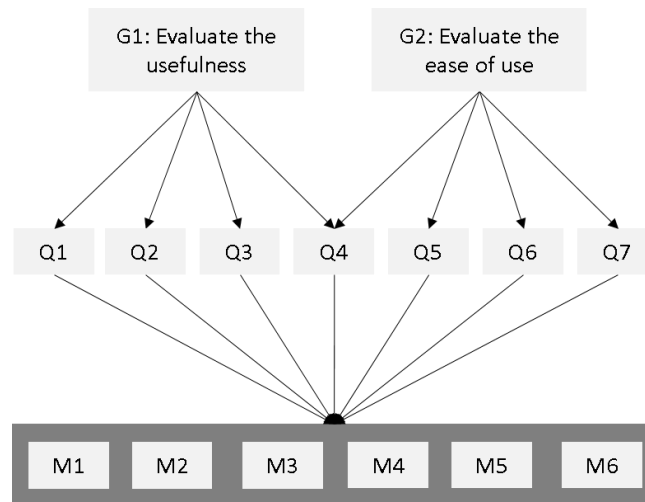 G1: Evaluate the
usefulness
G2: Evaluate the
ease of use
Q1
Q2
Q3
Q4
Q5
Q6
Q7
M1
M2
M3
M4
M5
M6